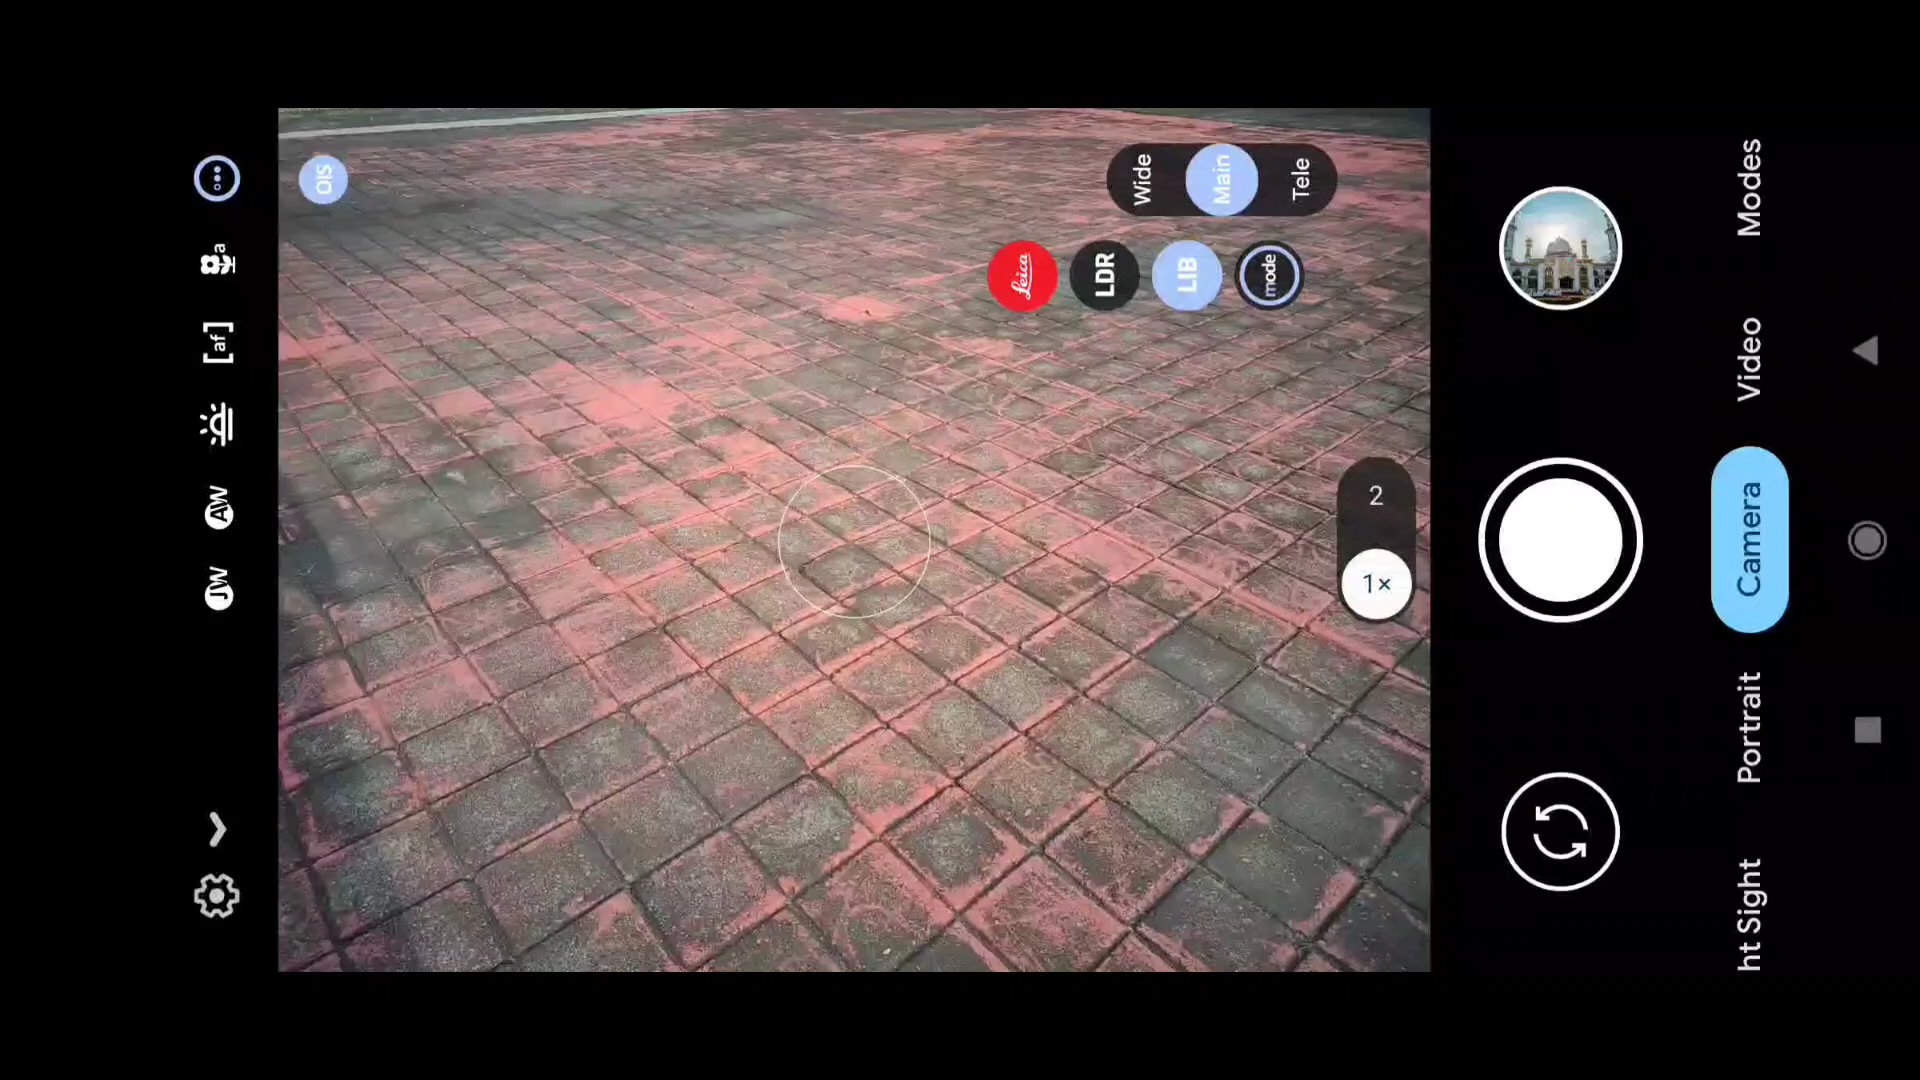 OIS
Wide
Main
Tele
Leica
LDR
LIB
mode
a
[af]
AW
JW
2
1×
Modes
Video
Camera
Portrait
ht Sight